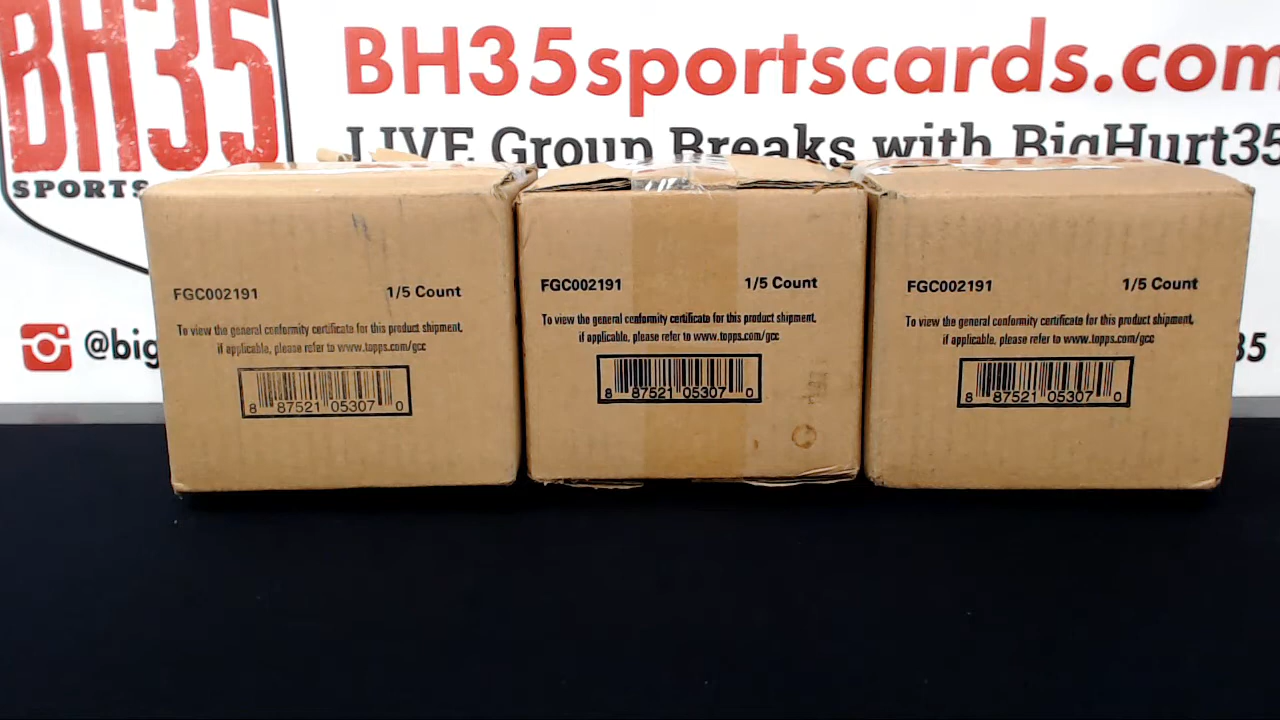 BH35
SPORTS
BH35sportscards.com
LIVE Group Breaks with BigHurt35
@big
35
FGC002191 1/5 Count
To view the general conformity certificate for this product shipment,
if applicable, please refer to www.topps.com/gcc
8 87521 05307 0
FGC002191 1/5 Count
To view the general conformity certificate for this product shipment,
if applicable, please refer to www.topps.com/gcc
8 87521 05307 0
FGC002191 1/5 Count
To view the general conformity certificate for this product shipment,
if applicable, please refer to www.topps.com/gcc
8 87521 05307 0